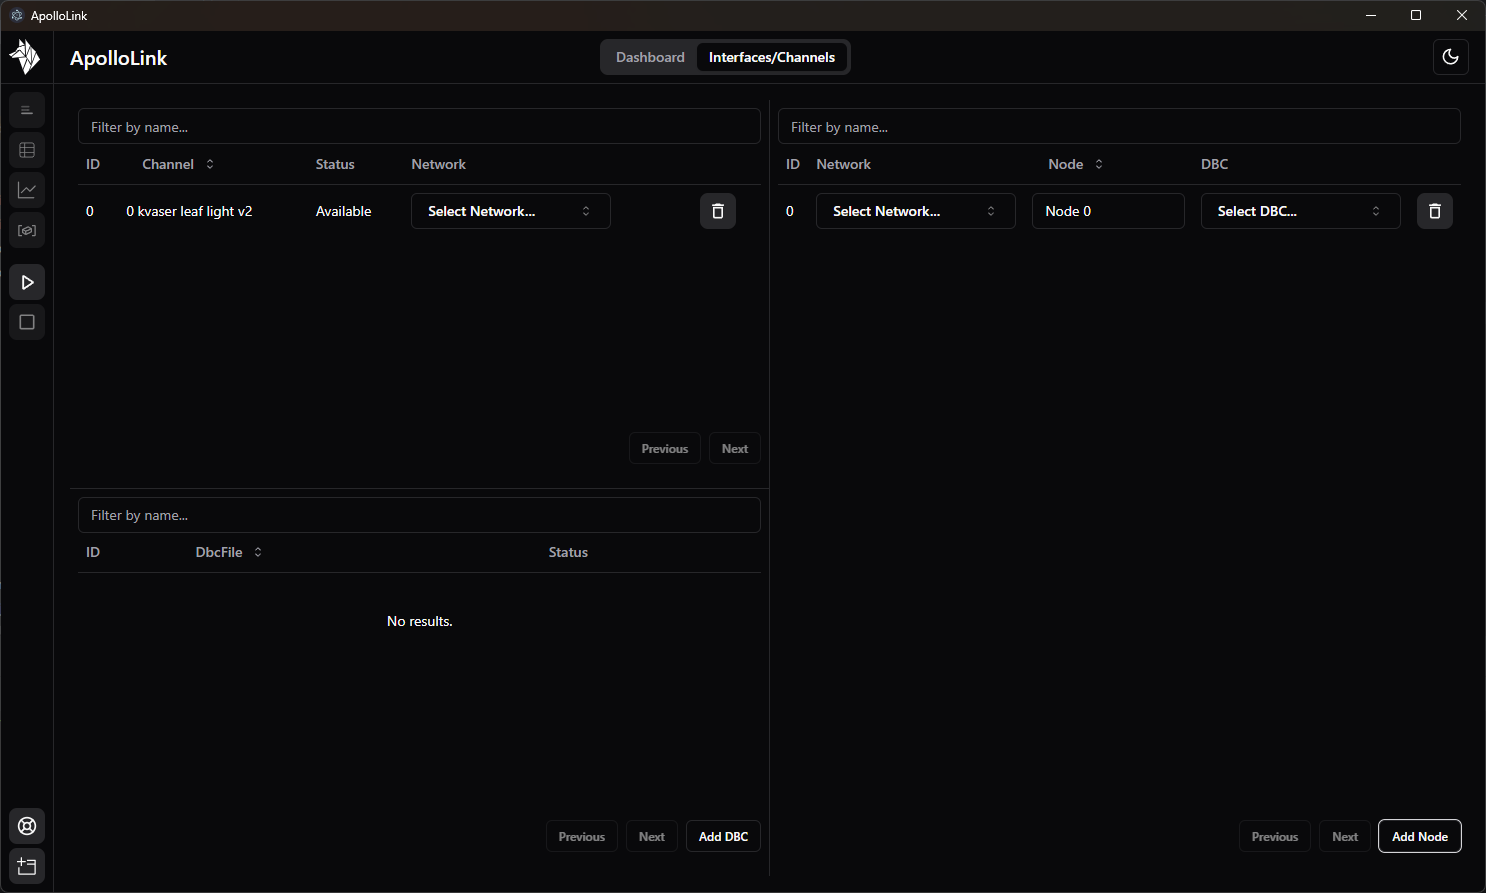 ApolloLink
ApolloLink
Dashboard
Interfaces/Channels
Filter by name...
ID Channel Status Network
0 0 kvaser leaf light v2 Available Select Network...
Previous Next
Filter by name...
ID DbcFile Status
No results.
Previous Next Add DBC
Filter by name...
ID Network Node DBC
0 Select Network... Node 0 Select DBC...
Previous Next Add Node